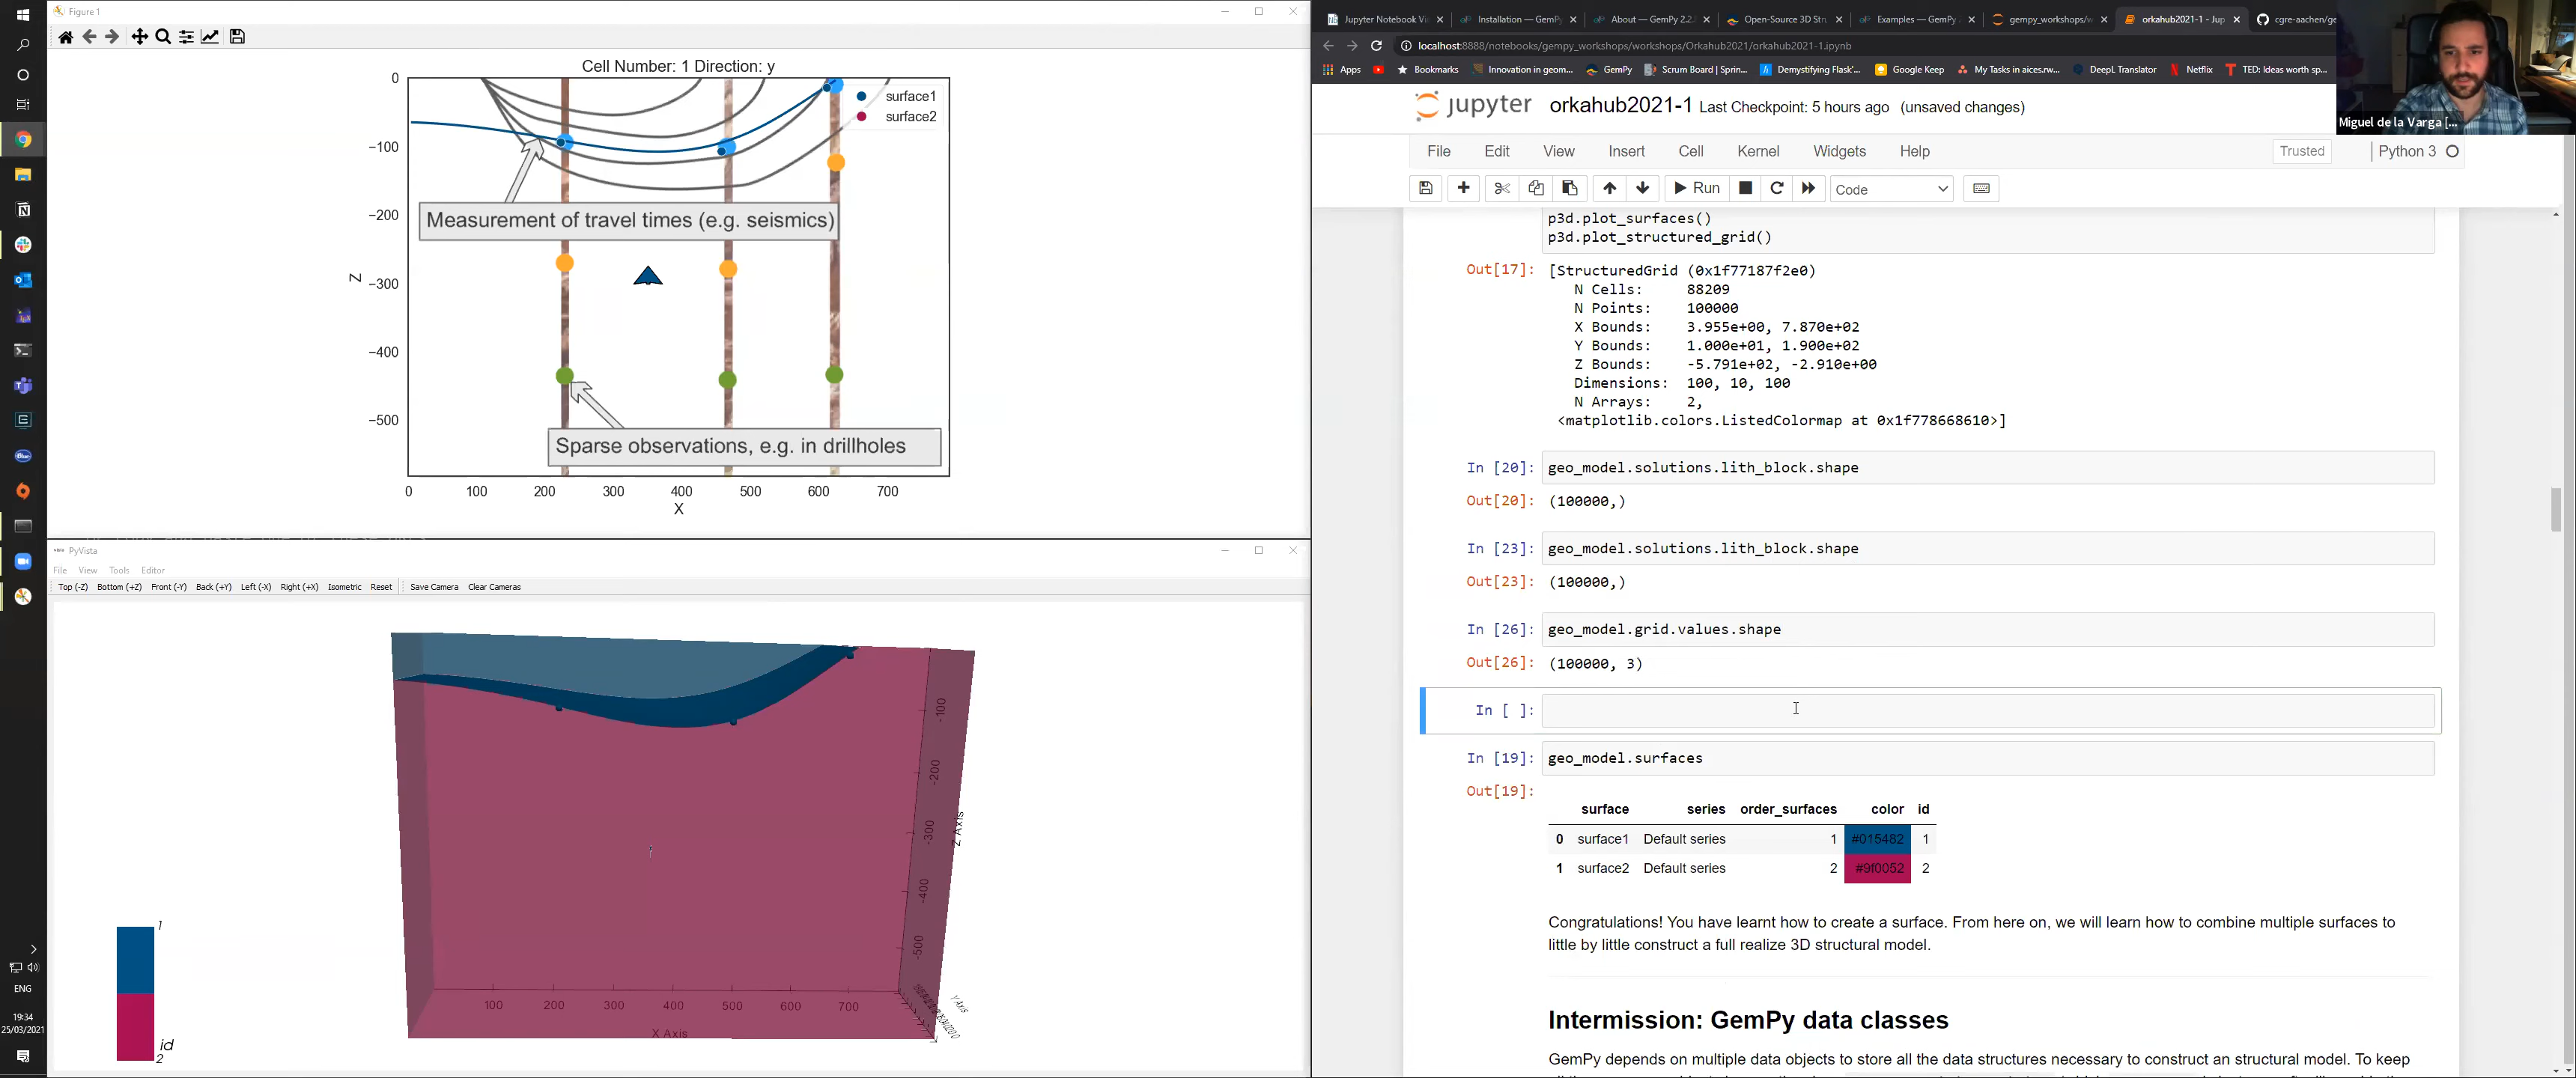 Figure 1
Cell Number: 1 Direction: y
surface1
surface2
0
−100
−200
−300
−400
−500
Z
Measurement of travel times (e.g. seismics)
Sparse observations, e.g. in drillholes
0 100 200 300 400 500 600 700
X
PyVista
File View Tools Editor
Top (-Z) Bottom (+Z) Front (-Y) Back (+Y) Left (-X) Right (+X) Isometric Reset Save Camera Clear Cameras
-100
-200
-300
-400
-500
Z Axis
100 200 300 400 500 600 700
X Axis
Y Axis
1
id
2
ENG
19:34
25/03/2021
Jupyter Notebook Vi Installation — GemP About — GemPy 2.2. Open-Source 3D Str. Examples — GemPy gempy_workshops/w orkahub2021-1 - Jup cgre-aachen/ge
localhost:8888/notebooks/gempy_workshops/workshops/Orkahub2021/orkahub2021-1.ipynb
Apps Bookmarks Innovation in geom... GemPy Scrum Board | Sprin... Demystifying Flask'... Google Keep My Tasks in aices.rw... DeepL Translator Netflix TED: Ideas worth sp...
Miguel de la Varga [...
jupyter orkahub2021-1 Last Checkpoint: 5 hours ago (unsaved changes)
File Edit View Insert Cell Kernel Widgets Help Trusted Python 3
Run Code
p3d.plot_surfaces()
p3d.plot_structured_grid()
Out[17]: [StructuredGrid (0x1f77187f2e0)
N Cells: 88209
N Points: 100000
X Bounds: 3.955e+00, 7.870e+02
Y Bounds: 1.000e+01, 1.900e+02
Z Bounds: -5.791e+02, -2.910e+00
Dimensions: 100, 10, 100
N Arrays: 2,
<matplotlib.colors.ListedColormap at 0x1f778668610>]
In [20]: geo_model.solutions.lith_block.shape
Out[20]: (100000,)
In [23]: geo_model.solutions.lith_block.shape
Out[23]: (100000,)
In [26]: geo_model.grid.values.shape
Out[26]: (100000, 3)
In [ ]:
In [19]: geo_model.surfaces
Out[19]:
surface series order_surfaces color id
0 surface1 Default series 1 #015482 1
1 surface2 Default series 2 #9f0052 2
Congratulations! You have learnt how to create a surface. From here on, we will learn how to combine multiple surfaces to
little by little construct a full realize 3D structural model.
Intermission: GemPy data classes
GemPy depends on multiple data objects to store all the data structures necessary to construct an structural model. To keep